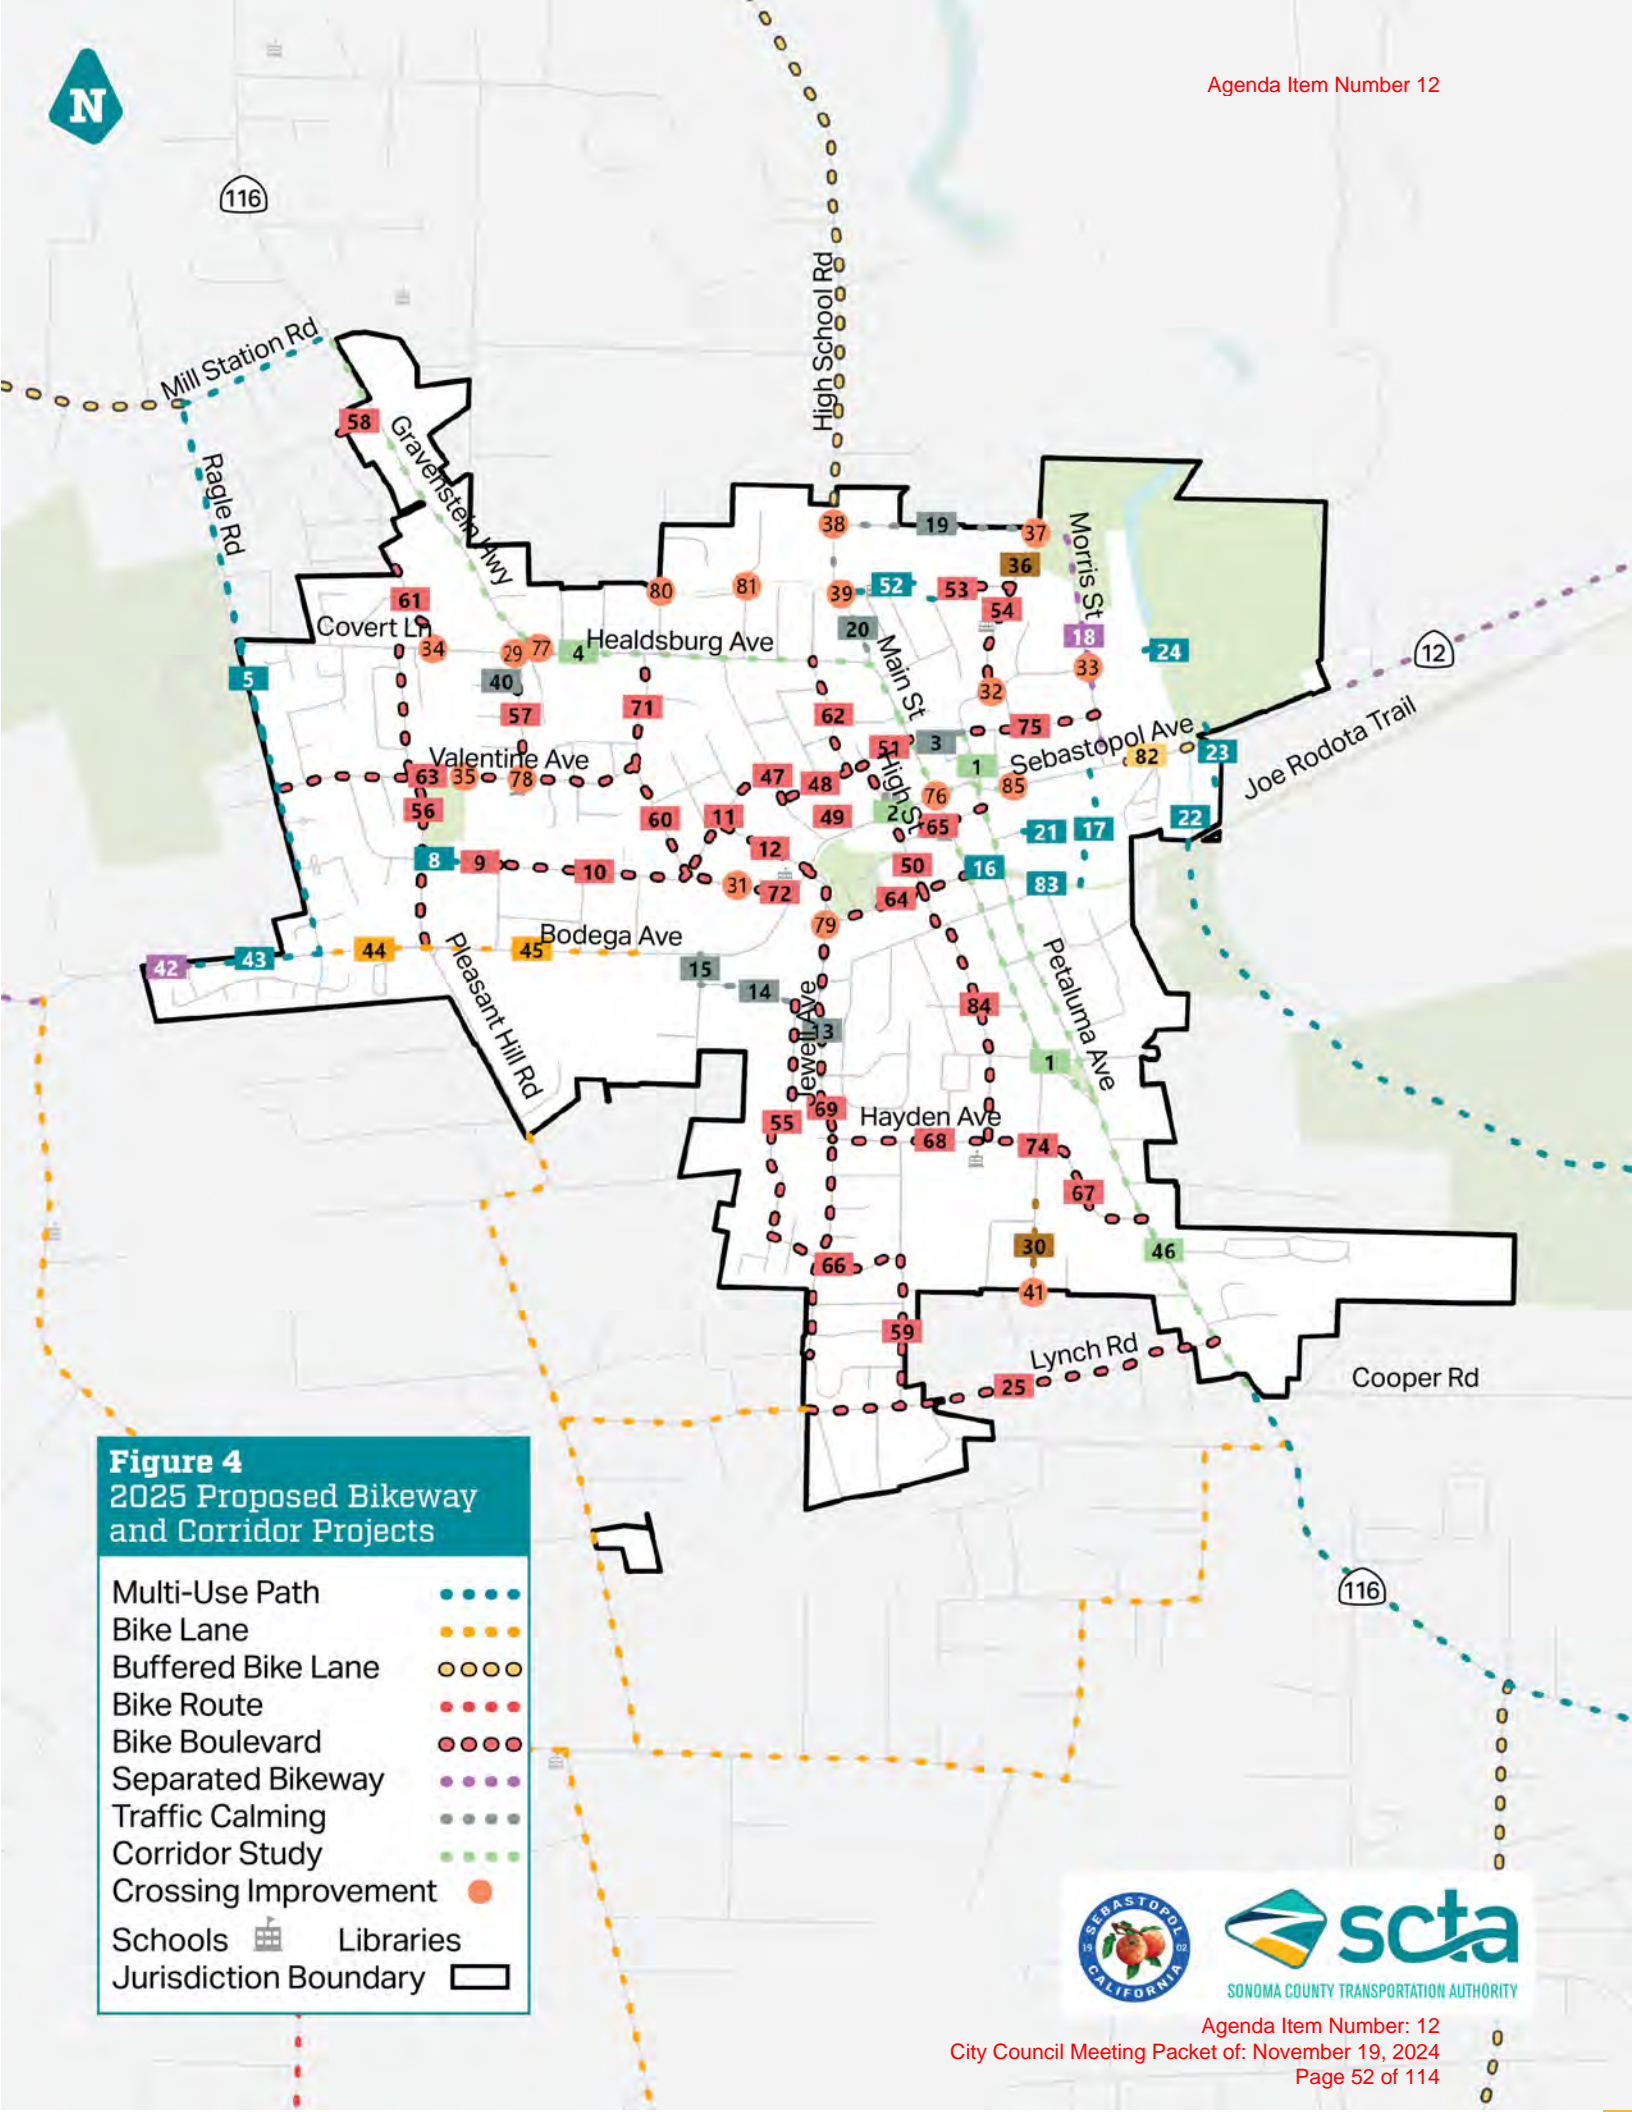 Agenda Item Number 12
N
116
High School Rd
Mill Station Rd
58
Gravenstein Hwy
Ragle Rd
38
19
37
Morris St
36
80
81
39
52
53
61
54
Covert Ln
20
18
34
29
77
4
Healdsburg Ave
Main St
24
12
33
5
40
32
71
57
62
75
51
3
Sebastopol Ave
82
23
Joe Rodota Trail
Valentine Ave
High St
1
63
35
78
47
48
76
85
56
60
11
49
2
65
21
17
22
12
8
9
10
50
16
31
72
83
64
79
44
45
Bodega Ave
43
42
Pleasant Hill Rd
15
14
Petaluma Ave
84
Jewell Ave
13
1
55
69
Hayden Ave
68
74
67
30
46
66
41
59
Lynch Rd
25
Cooper Rd
Figure 4
2025 Proposed Bikeway
and Corridor Projects
Multi-Use Path
Bike Lane
Buffered Bike Lane
Bike Route
Bike Boulevard
Separated Bikeway
Traffic Calming
Corridor Study
Crossing Improvement
Schools Libraries
Jurisdiction Boundary
116
SEBASTOPOL
19 02
CALIFORNIA
scta
SONOMA COUNTY TRANSPORTATION AUTHORITY
Agenda Item Number: 12
City Council Meeting Packet of: November 19, 2024
Page 52 of 114